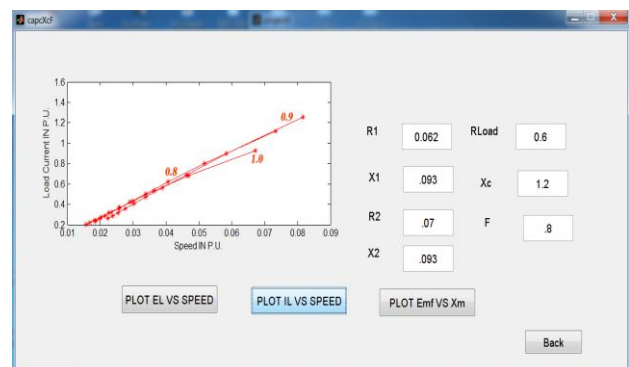 capcXcF
1.6
1.4
1.2
1
0.8
0.6
0.4
0.2
Load Current IN P.U.
0.9
0.8
1.0
0.01 0.02 0.03 0.04 0.05 0.06 0.07 0.08 0.09
Speed IN P.U.
R1 0.062 RLoad 0.6
X1 .093 Xc 1.2
R2 .07 F .8
X2 .093
PLOT EL VS SPEED PLOT IL VS SPEED PLOT Emf VS Xm
Back